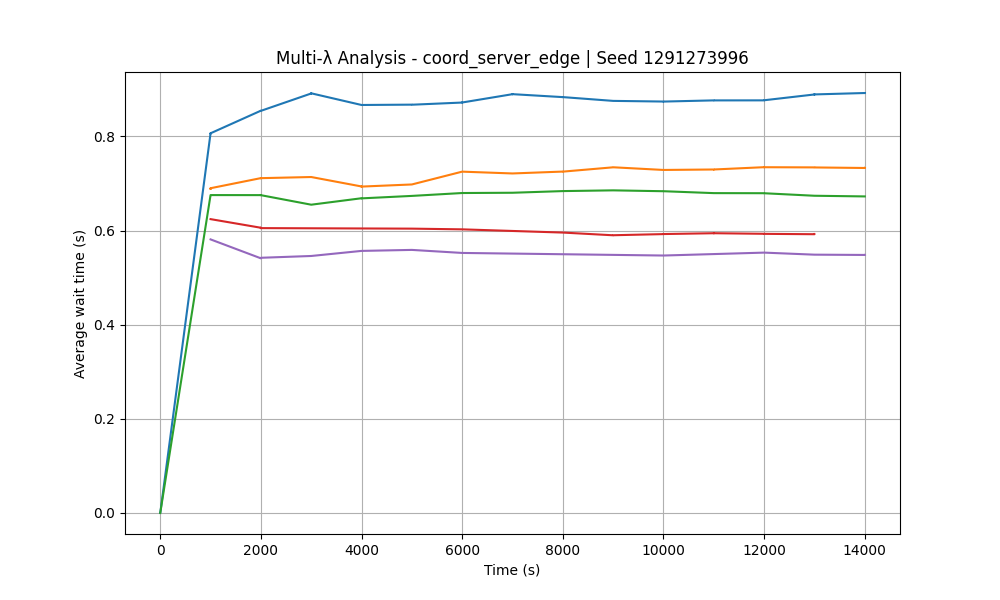 Multi-λ Analysis - coord_server_edge | Seed 1291273996
Average wait time (s)
0.8
0.6
0.4
0.2
0.0
0 2000 4000 6000 8000 10000 12000 14000
Time (s)